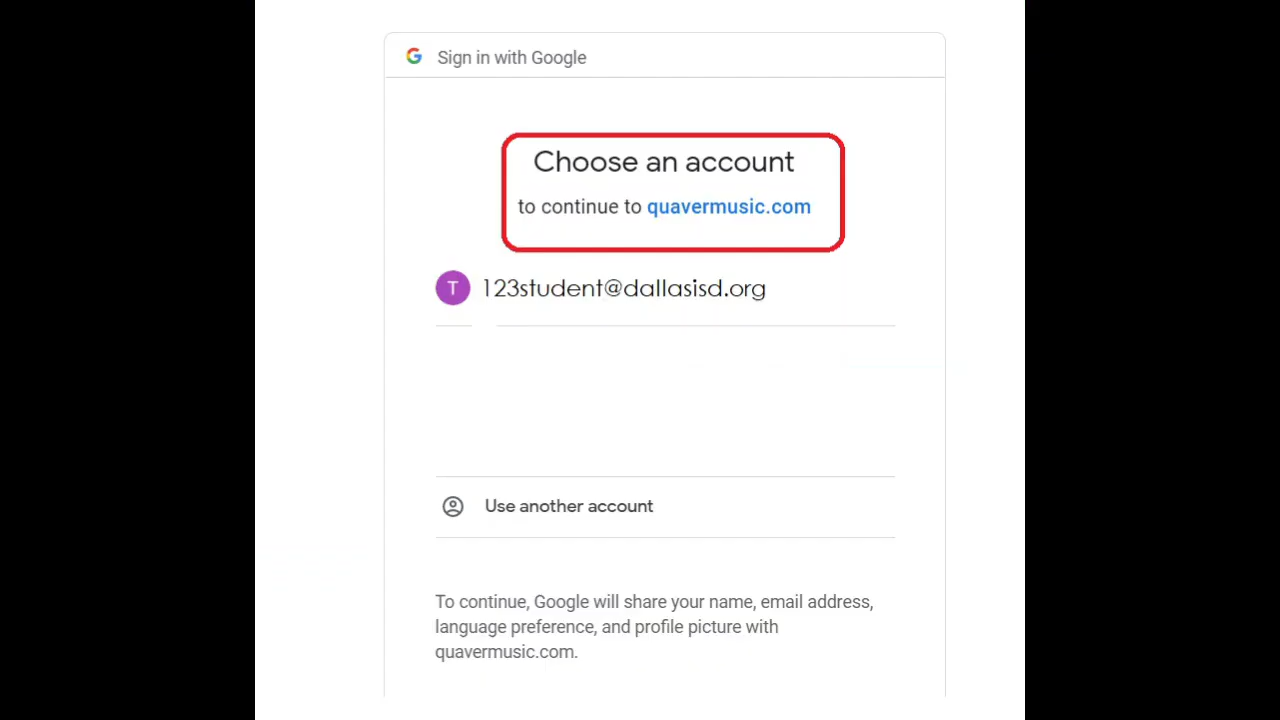 Sign in with Google
Choose an account
to continue to quavermusic.com
T 123student@dallasisd.org
Use another account
To continue, Google will share your name, email address,
language preference, and profile picture with
quavermusic.com.